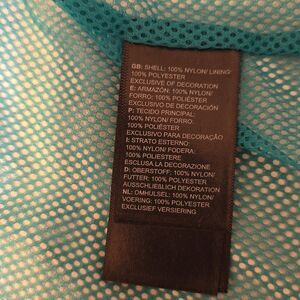 GB: SHELL: 100% NYLON/ LINING:
100% POLYESTER
EXCLUSIVE OF DECORATION
E: ARMAZÓN: 100% NYLON/
FORRO: 100% POLIÉSTER
EXCLUSIVO DE DECORACIÓN
P: TECIDO PRINCIPAL:
100% NYLON/ FORRO:
100% POLIÉSTER
EXCLUSIVO PARA DECORAÇÃO
I: STRATO ESTERNO:
100% NYLON/ FODERA:
100% POLIESTERE
ESCLUSA LA DECORAZIONE
D: OBERSTOFF: 100% NYLON/
FUTTER: 100% POLYESTER
AUSSCHLIEßLICH DEKORATION
NL: OMHULSEL: 100% NYLON/
VOERING: 100% POLYESTER
EXCLUSIEF VERSIERING